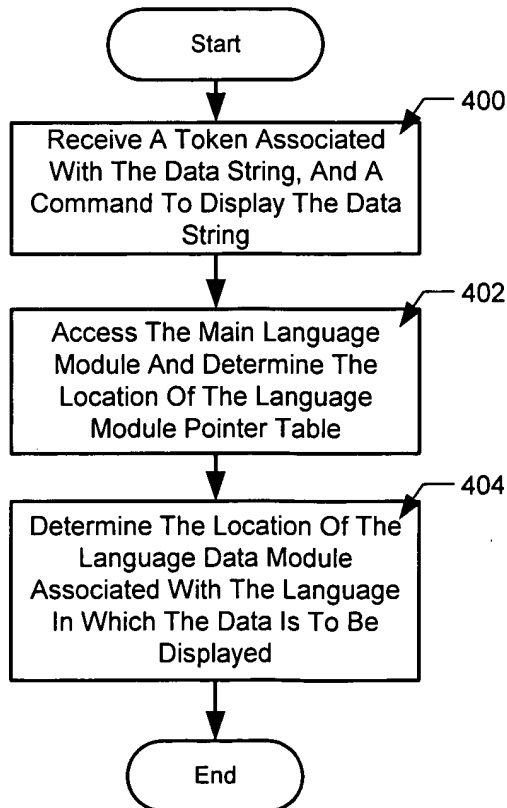 Start
400
Receive A Token Associated
With The Data String, And A
Command To Display The Data
String
402
Access The Main Language
Module And Determine The
Location Of The Language
Module Pointer Table
404
Determine The Location Of The
Language Data Module
Associated With The Language
In Which The Data Is To Be
Displayed
End